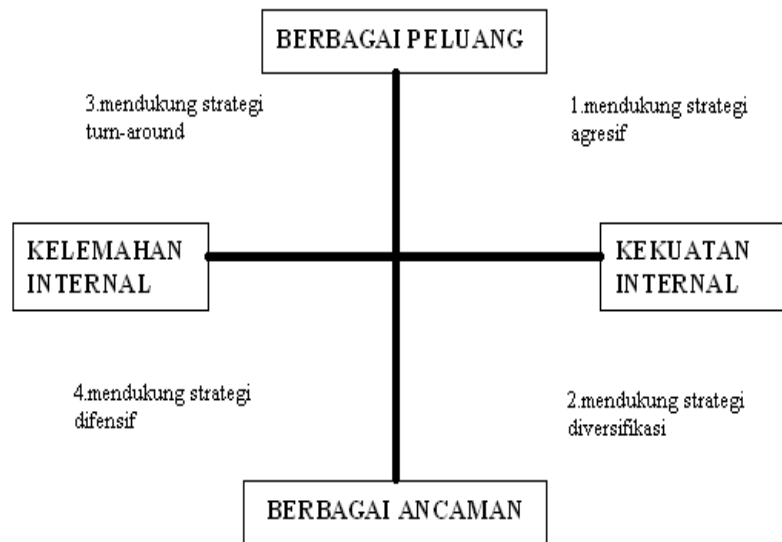 BERBAGAI PELUANG
3.mendukung strategi
turn-around
1.mendukung strategi
agresif
KELEMAHAN
INTERNAL
KEKUATAN
INTERNAL
4.mendukung strategi
difensif
2.mendukung strategi
diversifikasi
BERBAGAI ANCAMAN